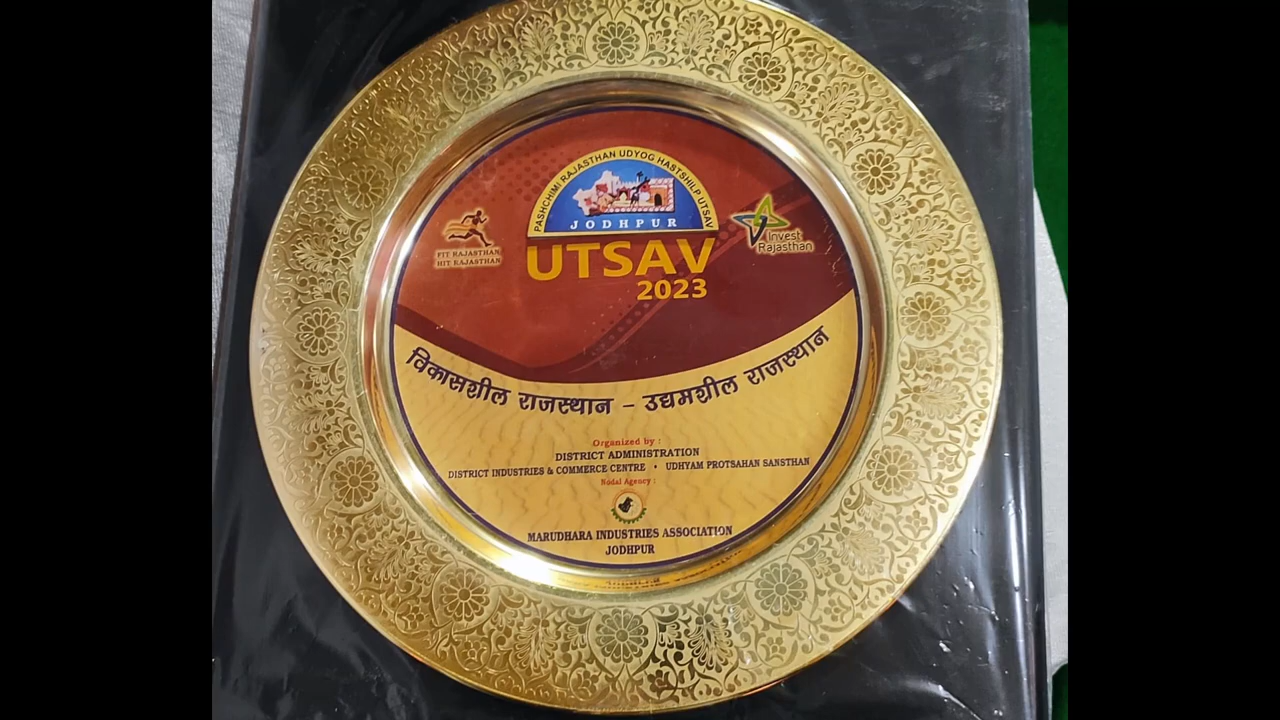 PASHCHIMI RAJASTHAN UDYOG HASTSHILP UTSAV
JODHPUR
FIT RAJASTHAN
HIT RAJASTHAN
Invest
Rajasthan
UTSAV
2023
विकासशील राजस्थान – उद्यमशील राजस्थान
Organized by :
DISTRICT ADMINISTRATION
DISTRICT INDUSTRIES & COMMERCE CENTRE • UDHYAM PROTSAHAN SANSTHAN
Nodal Agency :
MARUDHARA INDUSTRIES ASSOCIATION
JODHPUR